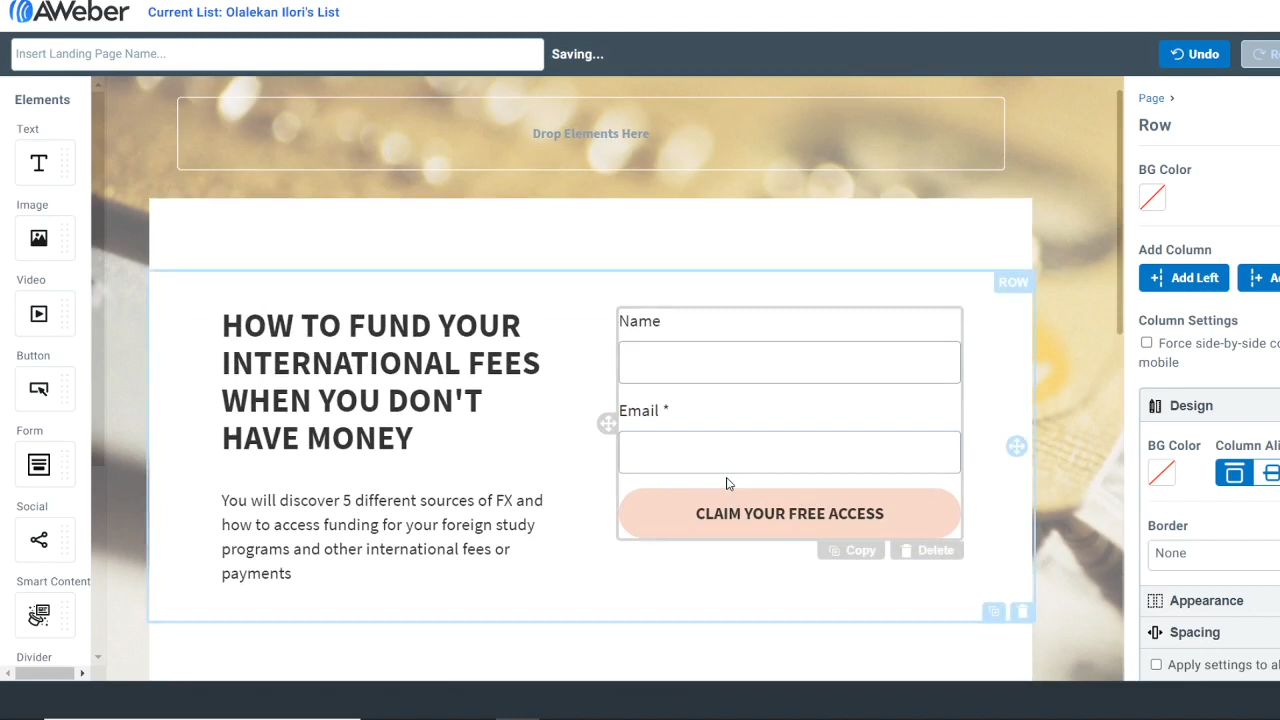 AWeber
Current List: Olalekan Ilori's List
Insert Landing Page Name...
Saving...
Undo
Elements
Text
Image
Video
Button
Form
Social
Smart Content
Divider
Drop Elements Here
ROW
HOW TO FUND YOUR
INTERNATIONAL FEES
WHEN YOU DON'T
HAVE MONEY
You will discover 5 different sources of FX and
how to access funding for your foreign study
programs and other international fees or
payments
Name
Email *
CLAIM YOUR FREE ACCESS
Copy
Delete
Page
Row
BG Color
Add Column
Add Left
Column Settings
Force side-by-side
mobile
Design
BG Color
Column
Border
None
Appearance
Spacing
Apply settings to